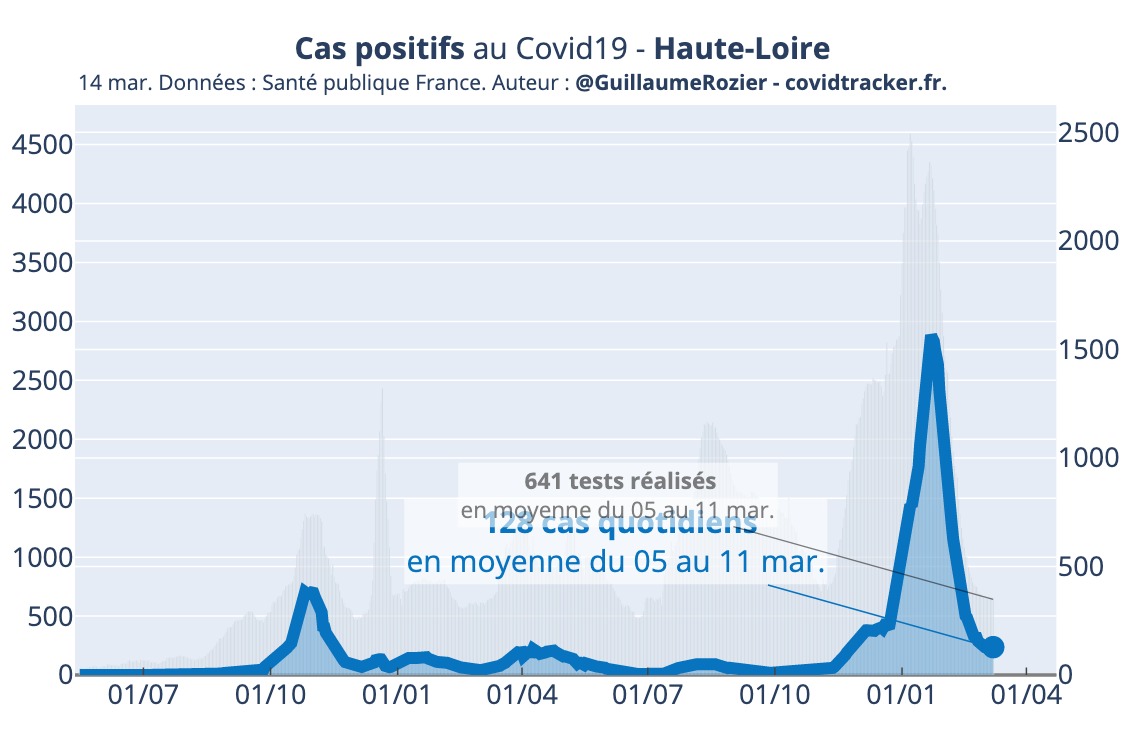 Cas positifs au Covid19 - Haute-Loire
14 mar. Données : Santé publique France. Auteur : @GuillaumeRozier - covidtracker.fr.
4500
4000
3500
3000
2500
2000
1500
1000
500
0
2500
2000
1500
1000
500
0
641 tests réalisés
en moyenne du 05 au 11 mar.
128 cas quotidiens
en moyenne du 05 au 11 mar.
01/07 01/10 01/01 01/04 01/07 01/10 01/01 01/04